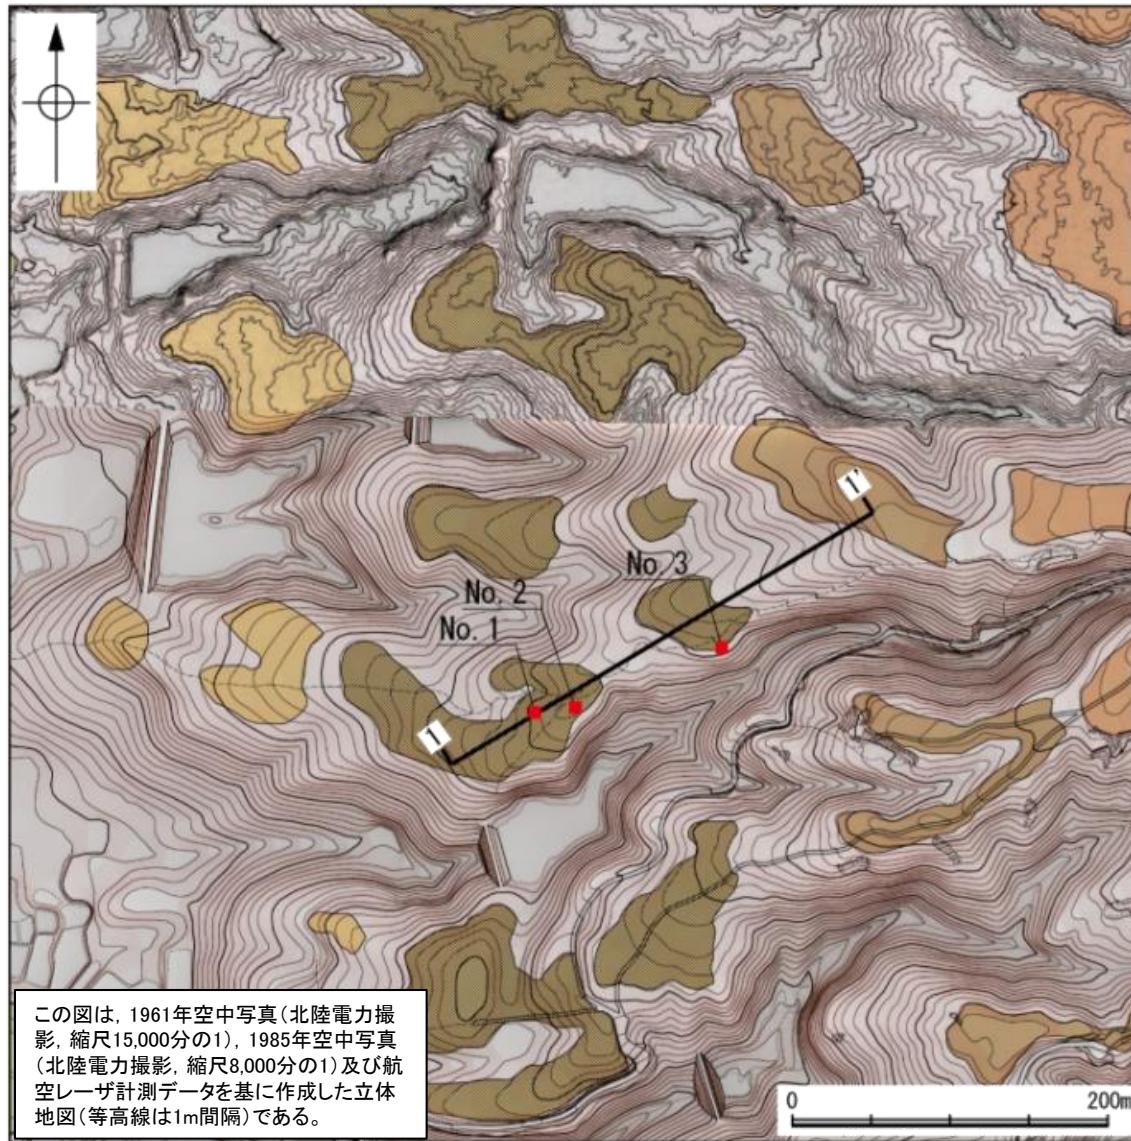 1'
No. 3
No. 2
No. 1
1
この図は，1961年空中写真（北陸電力撮
影，縮尺15,000分の1），1985年空中写真
（北陸電力撮影，縮尺8,000分の1）及び航
空レーザ計測データを基に作成した立体
地図（等高線は1m間隔）である。
0 200m